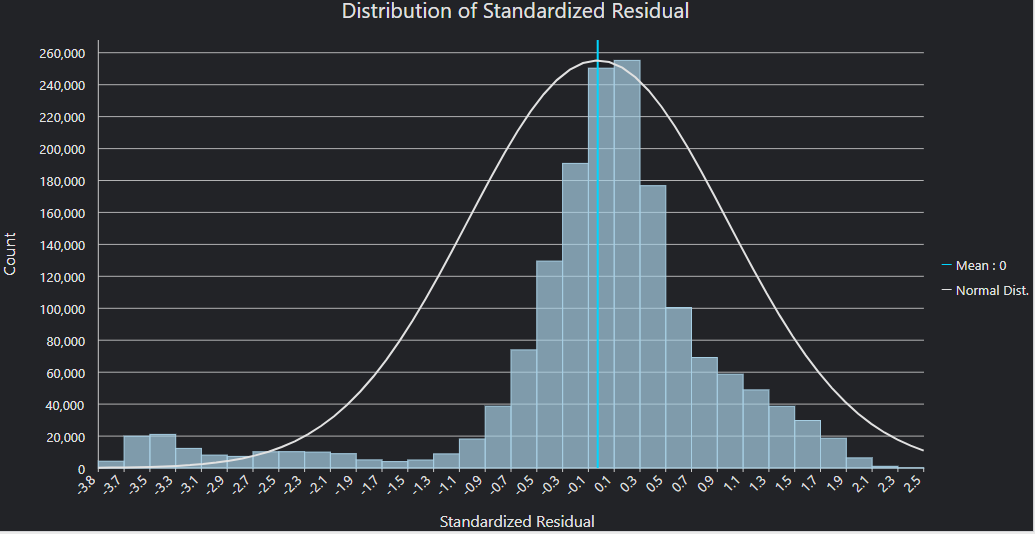 Distribution of Standardized Residual
260,000
240,000
220,000
200,000
180,000
160,000
140,000
120,000
100,000
80,000
60,000
40,000
20,000
0
Count
-3.8 -3.7 -3.5 -3.3 -3.1 -2.9 -2.7 -2.5 -2.3 -2.1 -1.9 -1.7 -1.5 -1.3 -1.1 -0.9 -0.7 -0.5 -0.3 -0.1 0.1 0.3 0.5 0.7 0.9 1.1 1.3 1.5 1.7 1.9 2.1 2.3 2.5
Standardized Residual
Mean : 0
Normal Dist.